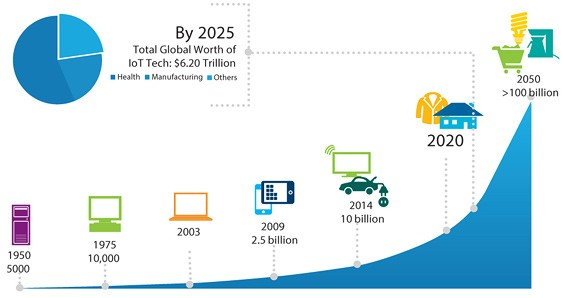 By 2025
Total Global Worth of
IoT Tech: $6.20 Trillion
Health Manufacturing Others
2050
>100 billion
2020
2014
10 billion
2009
2.5 billion
2003
1975
10,000
1950
5000